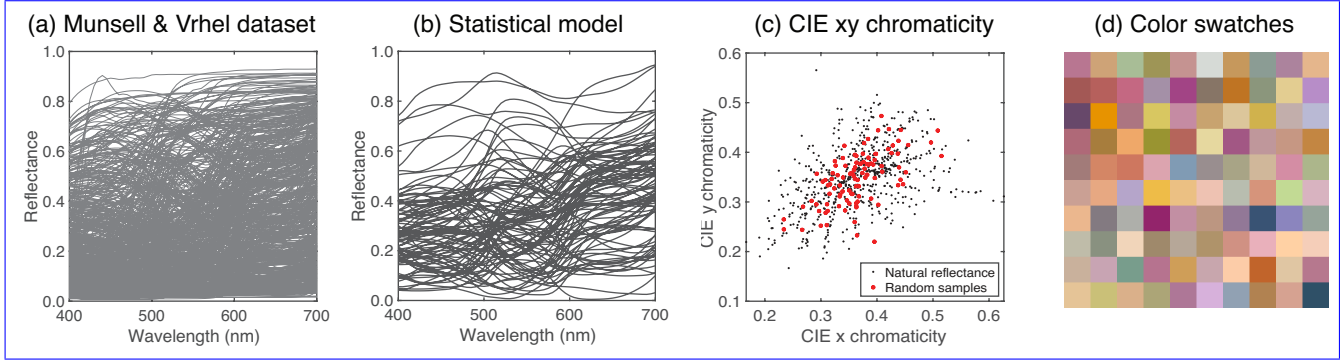 (a) Munsell & Vrhel dataset
1.0
0.8
0.6
0.4
0.2
0.0
Reflectance
400
500
600
700
Wavelength (nm)
(b) Statistical model
1.0
0.8
0.6
0.4
0.2
0.0
Reflectance
400
500
600
700
Wavelength (nm)
(c) CIE xy chromaticity
0.6
0.5
0.4
0.3
0.2
0.1
CIE y chromaticity
Natural reflectance
Random samples
0.2
0.3
0.4
0.5
0.6
CIE x chromaticity
(d) Color swatches